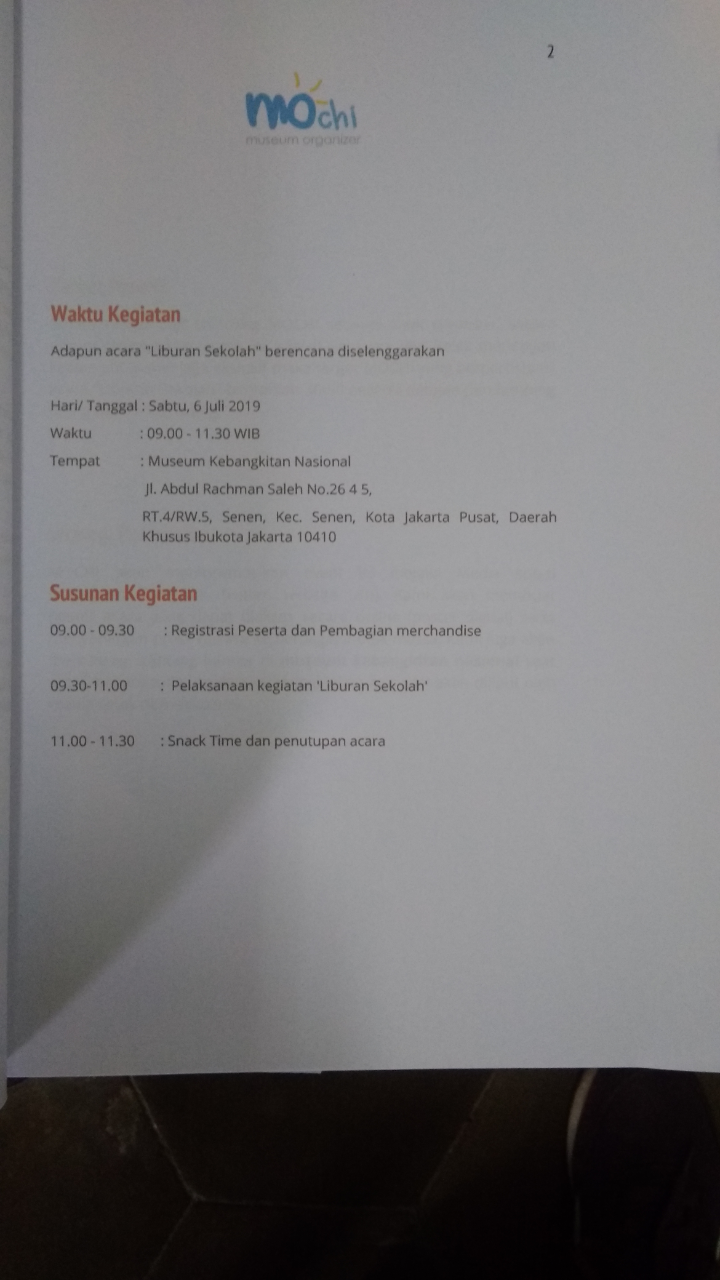 2
mochi
museum organizer
Waktu Kegiatan
Adapun acara "Liburan Sekolah" berencana diselenggarakan
Hari/ Tanggal : Sabtu, 6 Juli 2019
Waktu : 09.00 - 11.30 WIB
Tempat : Museum Kebangkitan Nasional
Jl. Abdul Rachman Saleh No.26 4 5,
RT.4/RW.5, Senen, Kec. Senen, Kota Jakarta Pusat, Daerah
Khusus Ibukota Jakarta 10410
Susunan Kegiatan
09.00 - 09.30 : Registrasi Peserta dan Pembagian merchandise
09.30-11.00 : Pelaksanaan kegiatan 'Liburan Sekolah'
11.00 - 11.30 : Snack Time dan penutupan acara